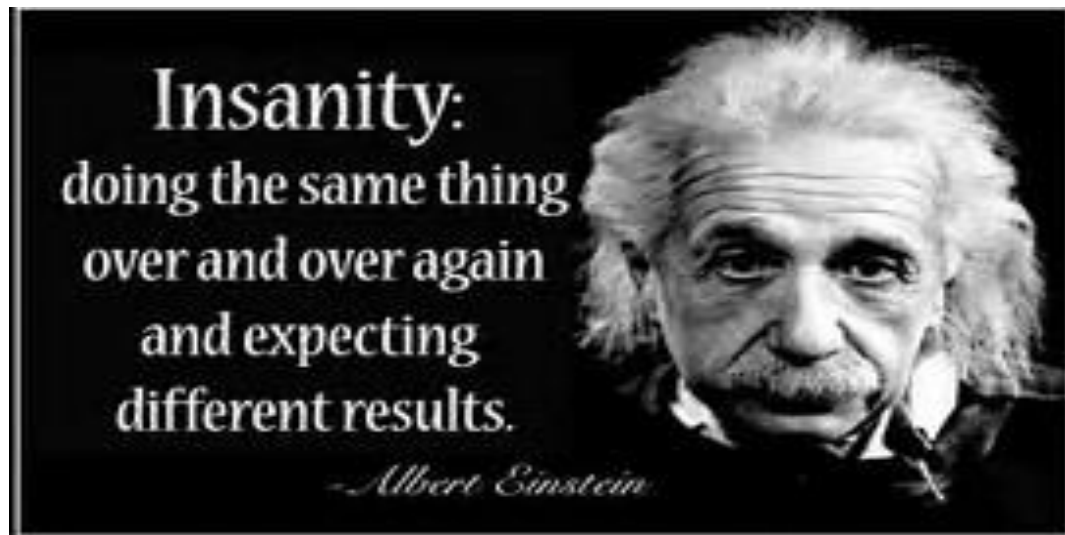 Insanity:
doing the same thing
over and over again
and expecting
different results.
-Albert Einstein